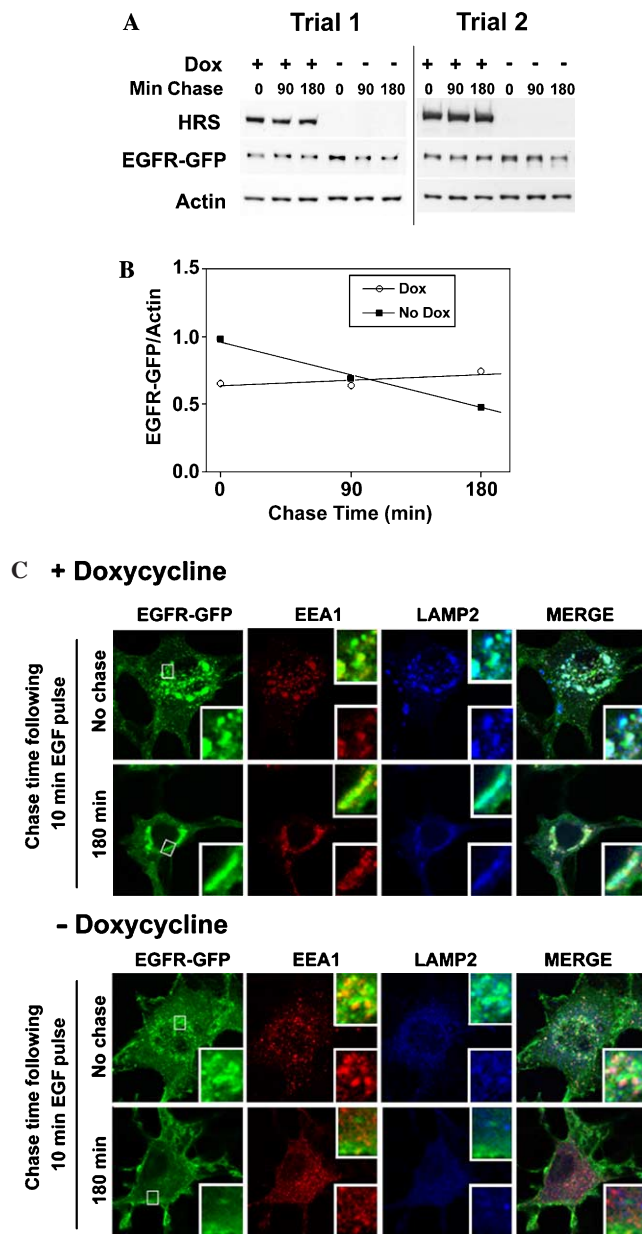 A
Trial 1
Trial 2
Dox + + + - - - + + + - - -
Min Chase 0 90 180 0 90 180 0 90 180 0 90 180
HRS
EGFR-GFP
Actin
B
1.5
1.0
0.5
0.0
EGFR-GFP/Actin
Dox
No Dox
0 90 180
Chase Time (min)
C + Doxycycline
EGFR-GFP EEA1 LAMP2 MERGE
Chase time following
10 min EGF pulse
No chase
180 min
- Doxycycline
EGFR-GFP EEA1 LAMP2 MERGE
Chase time following
10 min EGF pulse
No chase
180 min